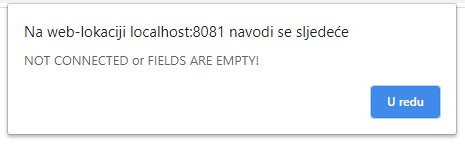 Na web-lokaciji localhost:8081 navodi se sljedeće
NOT CONNECTED or FIELDS ARE EMPTY!
U redu